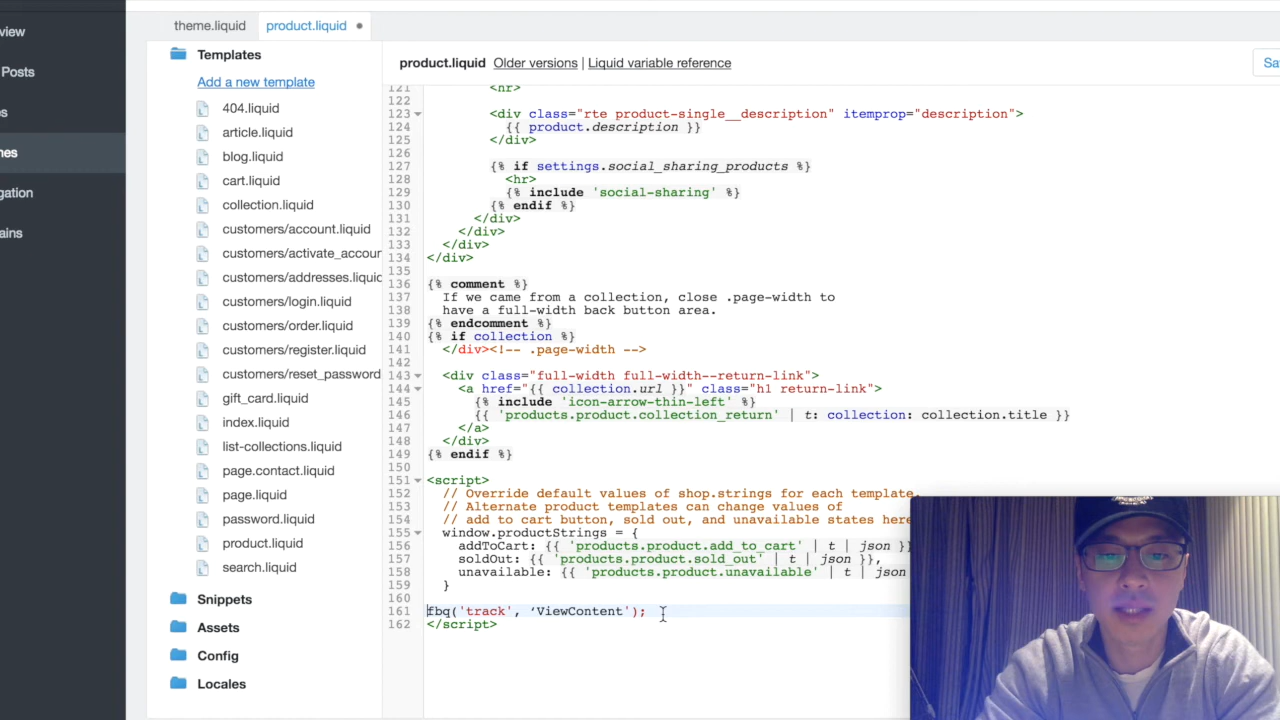 theme.liquid
product.liquid
view
Posts
es
mes
igation
ains
Templates
Add a new template
404.liquid
article.liquid
blog.liquid
cart.liquid
collection.liquid
customers/account.liquid
customers/activate_accour
customers/addresses.liquid
customers/login.liquid
customers/order.liquid
customers/register.liquid
customers/reset_password
gift_card.liquid
index.liquid
list-collections.liquid
page.contact.liquid
page.liquid
password.liquid
product.liquid
search.liquid
Snippets
Assets
Config
Locales
product.liquid Older versions | Liquid variable reference
Sa
121 <hr>
122
123 <div class="rte product-single__description" itemprop="description">
124 {{ product.description }}
125 </div>
126
127 {% if settings.social_sharing_products %}
128 <hr>
129 {% include 'social-sharing' %}
130 {% endif %}
131 </div>
132 </div>
133 </div>
134 </div>
135
136 {% comment %}
137 If we came from a collection, close .page-width to
138 have a full-width back button area.
139 {% endcomment %}
140 {% if collection %}
141 </div><!-- .page-width -->
142
143 <div class="full-width full-width--return-link">
144 <a href="{{ collection.url }}" class="h1 return-link">
145 {% include 'icon-arrow-thin-left' %}
146 {{ 'products.product.collection_return' | t: collection: collection.title }}
147 </a>
148 </div>
149 {% endif %}
150
151 <script>
152 // Override default values of shop.strings for each template.
153 // Alternate product templates can change values of
154 // add to cart button, sold out, and unavailable states here
155 window.productStrings = {
156 addToCart: {{ 'products.product.add_to_cart' | t | json }}
157 soldOut: {{ 'products.product.sold_out' | t | json }},
158 unavailable: {{ 'products.product.unavailable' | t | json
159 }
160
161 fbq('track', ‘ViewContent');
162 </script>